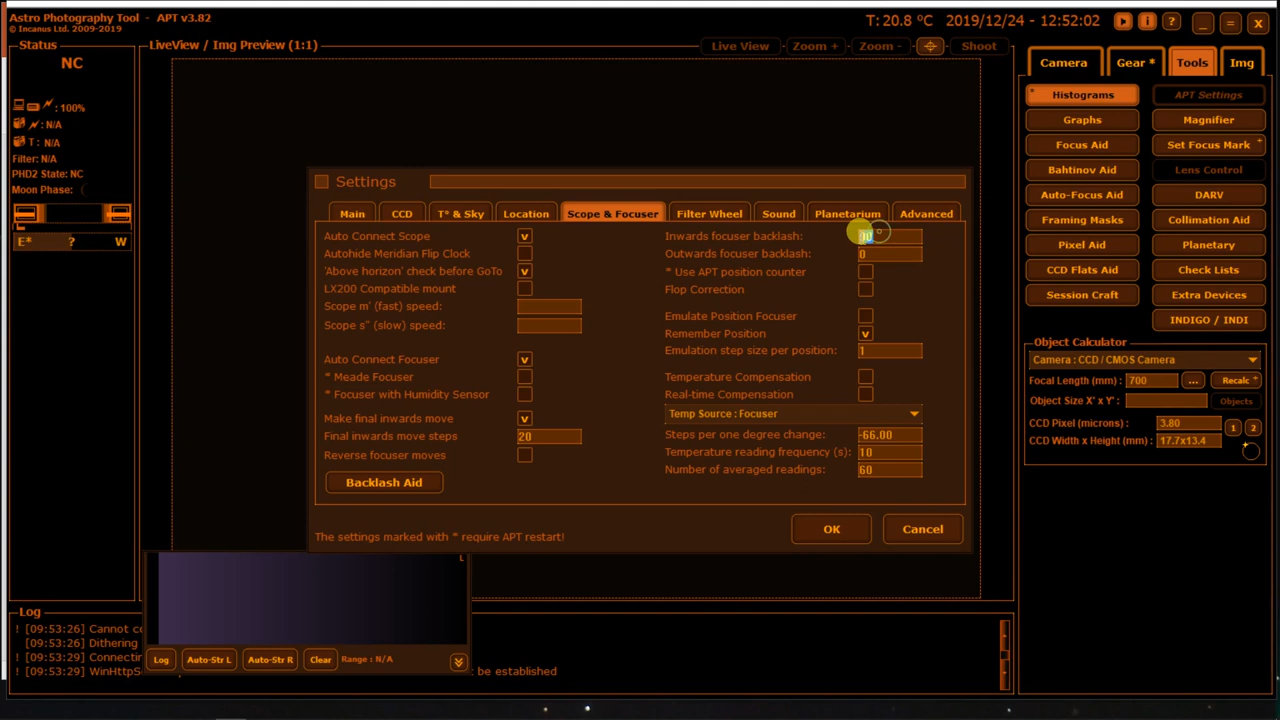 Astro Photography Tool - APT v3.82
© Incanus Ltd. 2009-2019
T: 20.8 °C 2019/12/24 - 12:52:02
i ? _ = X
Status
NC
: 100%
: N/A
T : N/A
Filter: N/A
PHD2 State: NC
Moon Phase:
E* ? W
LiveView / Img Preview (1:1)
Live View Zoom + Zoom - Shoot
Camera Gear * Tools Img
Histograms APT Settings
Graphs Magnifier
Focus Aid Set Focus Mark +
Bahtinov Aid Lens Control
Auto-Focus Aid DARV
Framing Masks Collimation Aid
Pixel Aid Planetary
CCD Flats Aid Check Lists
Session Craft Extra Devices
INDIGO / INDI
Object Calculator
Camera : CCD / CMOS Camera
Focal Length (mm) : 700 ... Recalc +
Object Size X' x Y' : Objects
CCD Pixel (microns) : 3.80 1 2
CCD Width x Height (mm) : 17.7x13.4
Settings
Main CCD T° & Sky Location Scope & Focuser Filter Wheel Sound Planetarium Advanced
Auto Connect Scope v
Autohide Meridian Flip Clock
'Above horizon' check before GoTo v
LX200 Compatible mount
Scope m' (fast) speed:
Scope s" (slow) speed:
Auto Connect Focuser v
* Meade Focuser
* Focuser with Humidity Sensor
Make final inwards move v
Final inwards move steps 20
Reverse focuser moves
Backlash Aid
Inwards focuser backlash:
Outwards focuser backlash: 0
* Use APT position counter
Flop Correction
Emulate Position Focuser
Remember Position v
Emulation step size per position: 1
Temperature Compensation
Real-time Compensation
Temp Source : Focuser
Steps per one degree change: -66.00
Temperature reading frequency (s): 10
Number of averaged readings: 60
The settings marked with * require APT restart!
OK Cancel
L
Log Auto-Str L Auto-Str R Clear Range : N/A
Log
! [09:53:26] Cannot
[09:53:26] Dithering
! [09:53:29]
! [09:53:29] be established